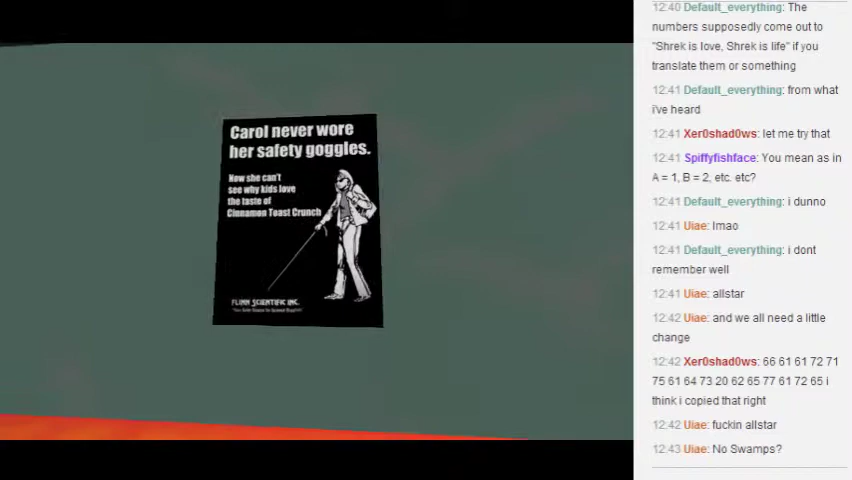 Carol never wore
her safety goggles.
Now she can't
see why kids love
the taste of
Cinnamon Toast Crunch
FLINN SCIENTIFIC INC.
12:40 Default_everything: The
numbers supposedly come out to
"Shrek is love, Shrek is life" if you
translate them or something
12:41 Default_everything: from what
i've heard
12:41 Xer0shad0ws: let me try that
12:41 Spiffyfishface: You mean as in
A = 1, B = 2, etc. etc?
12:41 Default_everything: i dunno
12:41 Uiae: lmao
12:41 Default_everything: i dont
remember well
12:41 Uiae: allstar
12:42 Uiae: and we all need a little
change
12:42 Xer0shad0ws: 66 61 61 72 71
75 61 64 73 20 62 65 77 61 72 65 i
think i copied that right
12:42 Uiae: fuckin allstar
12:43 Uiae: No Swamps?